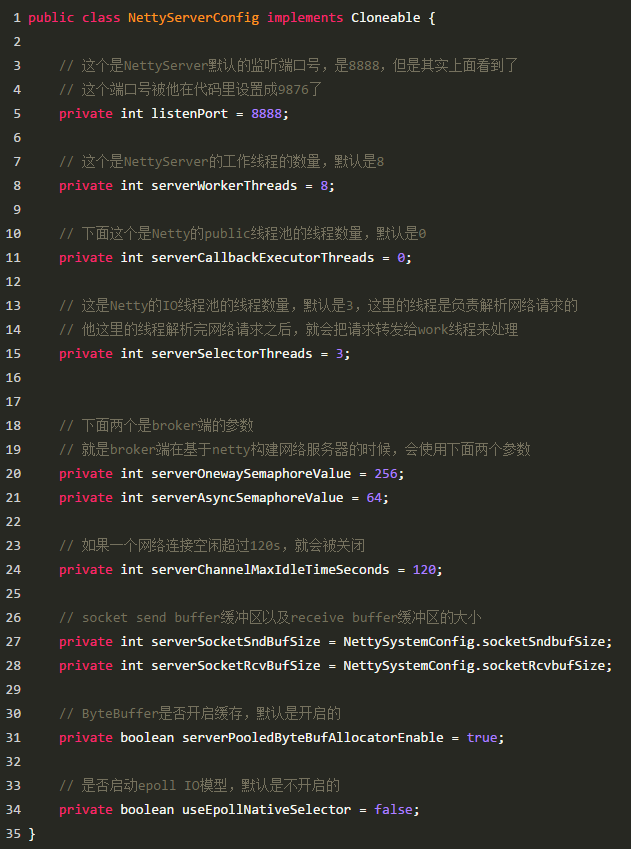 1 public class NettyServerConfig implements Cloneable {
2
3 // 这个是NettyServer默认的监听端口号，是8888，但是其实上面看到了
4 // 这个端口号被他在代码里设置成9876了
5 private int listenPort = 8888;
6
7 // 这个是NettyServer的工作线程的数量，默认是8
8 private int serverWorkerThreads = 8;
9
10 // 下面这个是Netty的public线程池的线程数量，默认是0
11 private int serverCallbackExecutorThreads = 0;
12
13 // 这是Netty的IO线程池的线程数量，默认是3，这里的线程是负责解析网络请求的
14 // 他这里的线程解析完网络请求之后，就会把请求转发给work线程来处理
15 private int serverSelectorThreads = 3;
16
17
18 // 下面两个是broker端的参数
19 // 就是broker端在基于netty构建网络服务器的时候，会使用下面两个参数
20 private int serverOnewaySemaphoreValue = 256;
21 private int serverAsyncSemaphoreValue = 64;
22
23 // 如果一个网络连接空闲超过120s，就会被关闭
24 private int serverChannelMaxIdleTimeSeconds = 120;
25
26 // socket send buffer缓冲区以及receive buffer缓冲区的大小
27 private int serverSocketSndBufSize = NettySystemConfig.socketSndbufSize;
28 private int serverSocketRcvBufSize = NettySystemConfig.socketRcvbufSize;
29
30 // ByteBuffer是否开启缓存，默认是开启的
31 private boolean serverPooledByteBufAllocatorEnable = true;
32
33 // 是否启动epoll IO模型，默认是不开启的
34 private boolean useEpollNativeSelector = false;
35 }